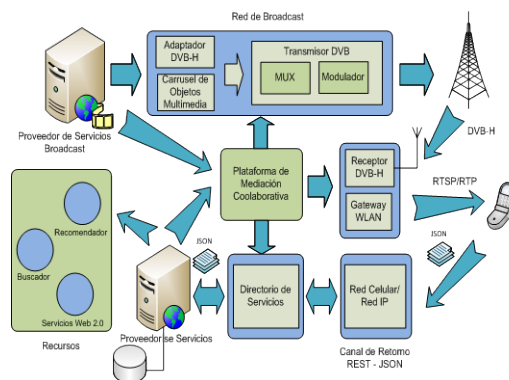 Red de Broadcast
Adaptador
DVB-H
Carrusel de
Objetos
Multimedia
Transmisor DVB
MUX
Modulador
Proveedor de Servicios
Broadcast
DVB-H
Plataforma de
Mediación
Coolaborativa
Receptor
DVB-H
Gateway
WLAN
RTSP/RTP
Recomendador
Buscador
Servicios Web 2.0
Recursos
JSON
Proveedor se Servicios
Directorio de
Servicios
Red Celular/
Red IP
JSON
Canal de Retorno
REST - JSON